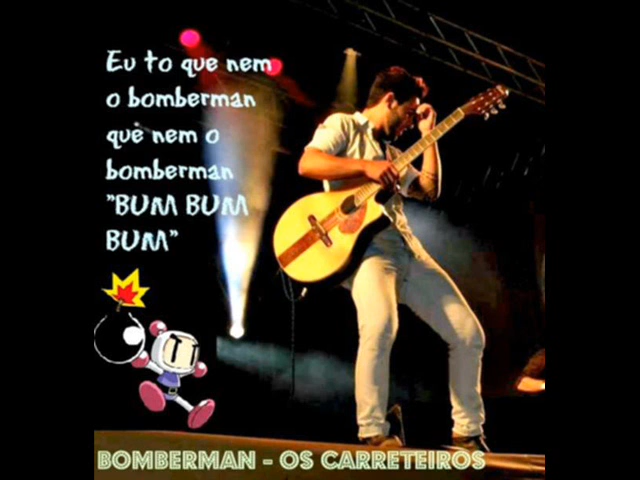 Eu to que nem
o bomberman
que nem o
bomberman
"BUM BUM
BUM"
BOMBERMAN - OS CARRETEIROS